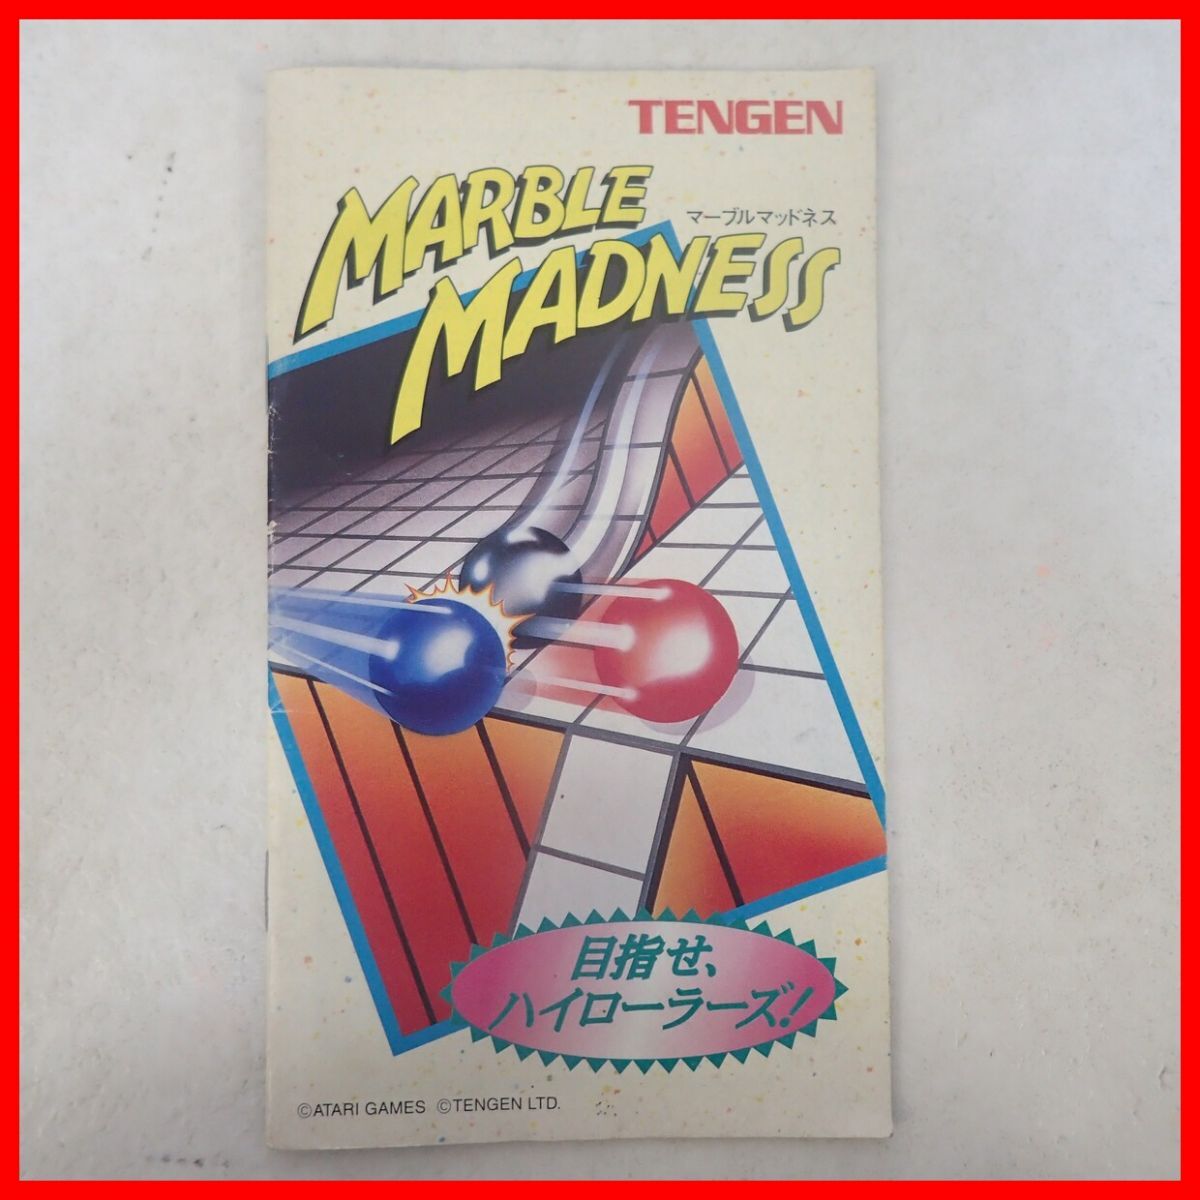 TENGEN
MARBLE
マーブルマッドネス
MADNESS
目指せ、
ハイローラーズ!
©ATARI GAMES ©TENGEN LTD.